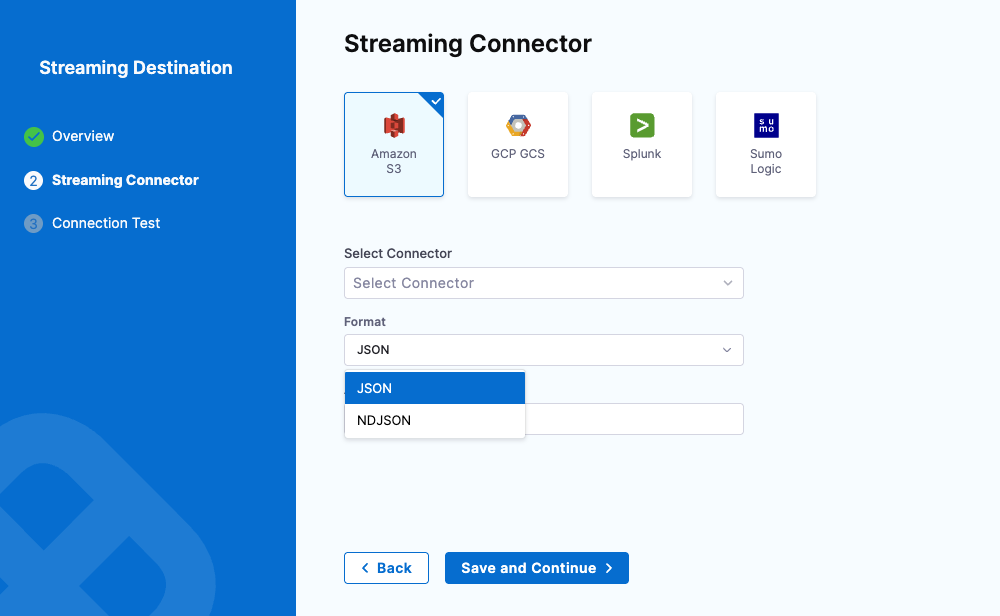 Streaming Destination
Overview
2 Streaming Connector
3 Connection Test
Streaming Connector
Amazon
S3
GCP GCS
Splunk
su
mo
Sumo
Logic
Select Connector
Select Connector
Format
JSON
JSON
NDJSON
Back
Save and Continue